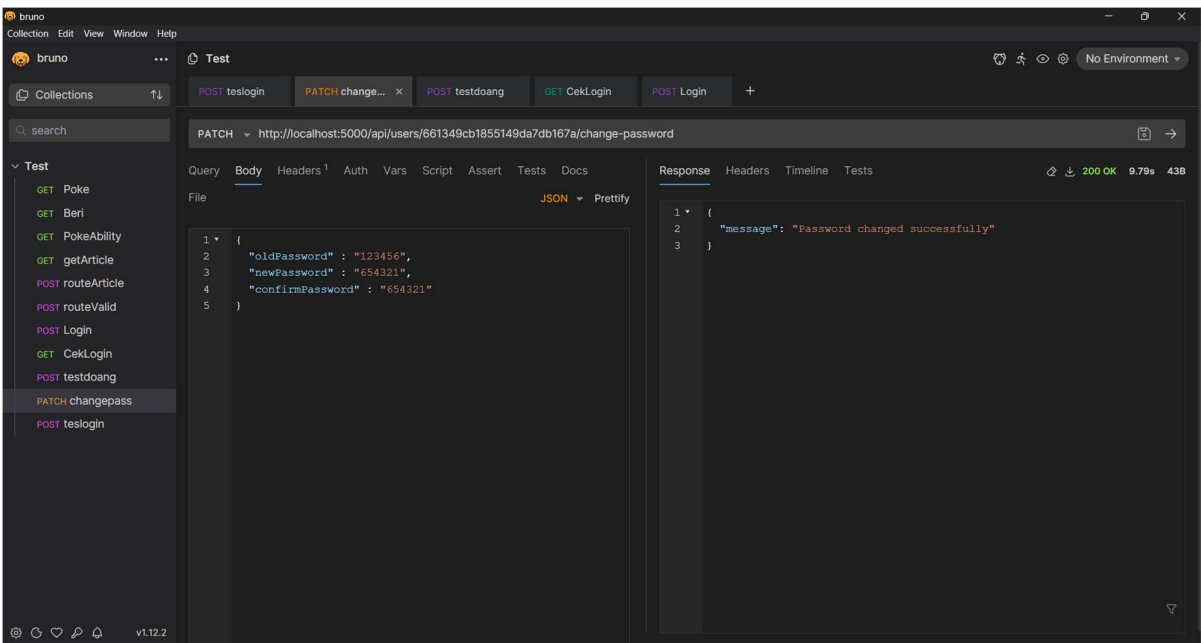 bruno
Collection Edit View Window Help
bruno
Test
No Environment
Collections
POST teslogin
PATCH change...
POST testdoang
GET CekLogin
POST Login
search
PATCH http://localhost:5000/api/users/661349cb1855149da7db167a/change-password
Test
GET Poke
GET Beri
GET PokeAbility
GET getArticle
POST routeArticle
POST routeValid
POST Login
GET CekLogin
POST testdoang
PATCH changepass
POST teslogin
v1.12.2
Query Body Headers 1 Auth Vars Script Assert Tests Docs
File
JSON Prettify
1 {
2 "oldPassword" : "123456",
3 "newPassword" : "654321",
4 "confirmPassword" : "654321"
5 }
Response Headers Timeline Tests
200 OK 9.79s 43B
1 {
2 "message": "Password changed successfully"
3 }